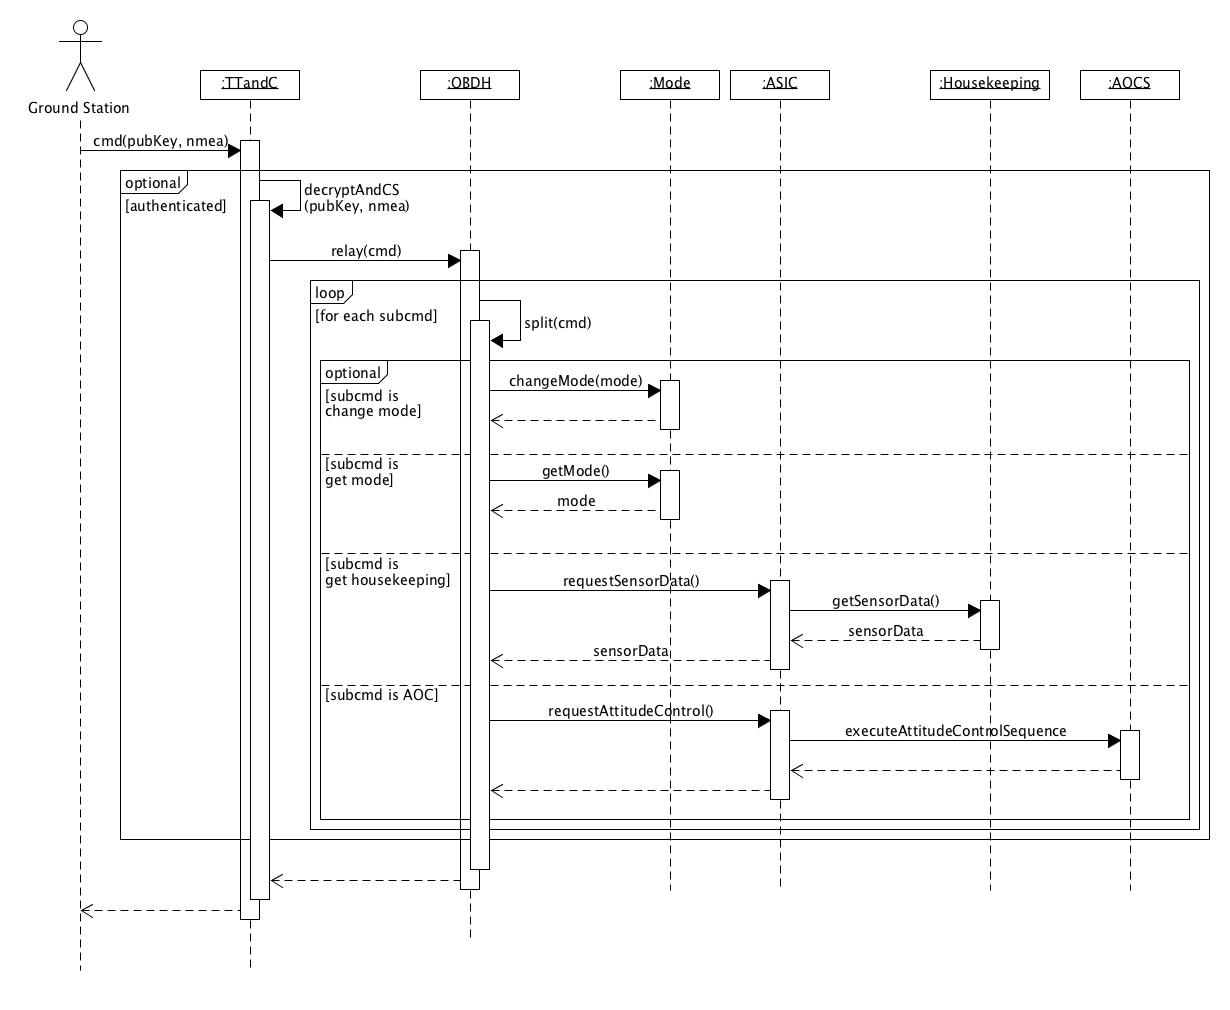 :TTandC
:OBDH
:Mode
:ASIC
:Housekeeping
:AOCS
Ground Station
cmd(pubKey, nmea)
optional
[authenticated]
decryptAndCS
(pubKey, nmea)
relay(cmd)
loop
[for each subcmd]
split(cmd)
optional
[subcmd is
change mode]
changeMode(mode)
[subcmd is
get mode]
getMode()
mode
[subcmd is
get housekeeping]
requestSensorData()
getSensorData()
sensorData
sensorData
[subcmd is AOC]
requestAttitudeControl()
executeAttitudeControlSequence